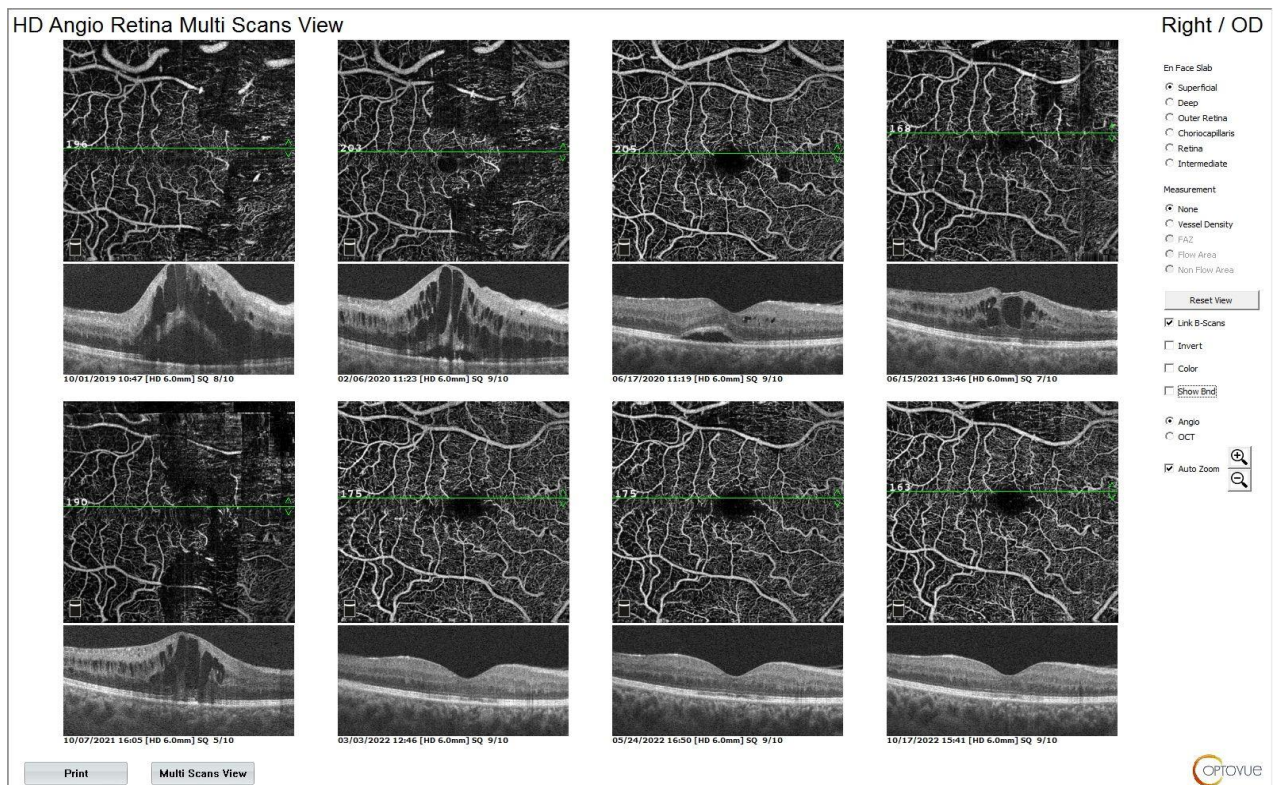 HD Angio Retina Multi Scans View
Right / OD
196
203
205
168
10/01/2019 10:47 [HD 6.0mm] SQ 8/10
02/06/2020 11:23 [HD 6.0mm] SQ 9/10
06/17/2020 11:19 [HD 6.0mm] SQ 9/10
06/15/2021 13:46 [HD 6.0mm] SQ 7/10
190
175
175
163
10/07/2021 16:05 [HD 6.0mm] SQ 5/10
03/03/2022 12:46 [HD 6.0mm] SQ 9/10
05/24/2022 16:50 [HD 6.0mm] SQ 9/10
10/17/2022 15:41 [HD 6.0mm] SQ 9/10
En Face Slab
Superficial
Deep
Outer Retina
Choriocapillaris
Retina
Intermediate
Measurement
None
Vessel Density
FAZ
Flow Area
Non Flow Area
Reset View
Link B-Scans
Invert
Color
Show Bnd
Angio
OCT
Auto Zoom
Print
Multi Scans View
OPTOVUE